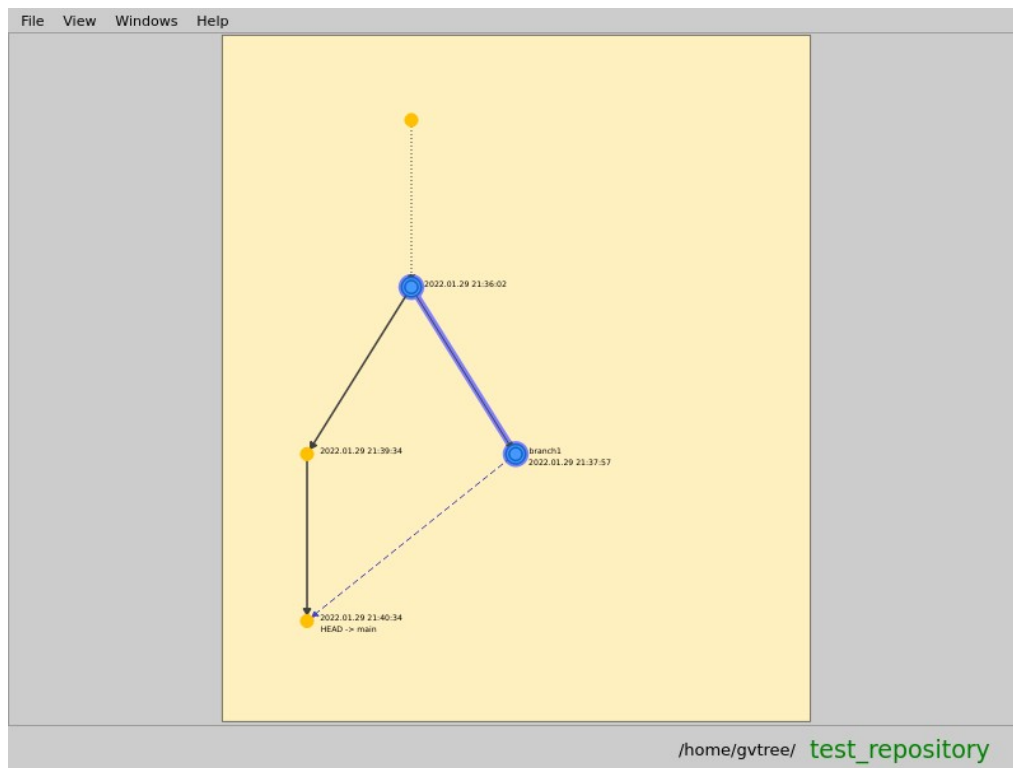 File View Windows Help
2022.01.29 21:36:02
2022.01.29 21:39:34
branch1
2022.01.29 21:37:57
2022.01.29 21:40:34
HEAD -> main
/home/gvtree/ test_repository